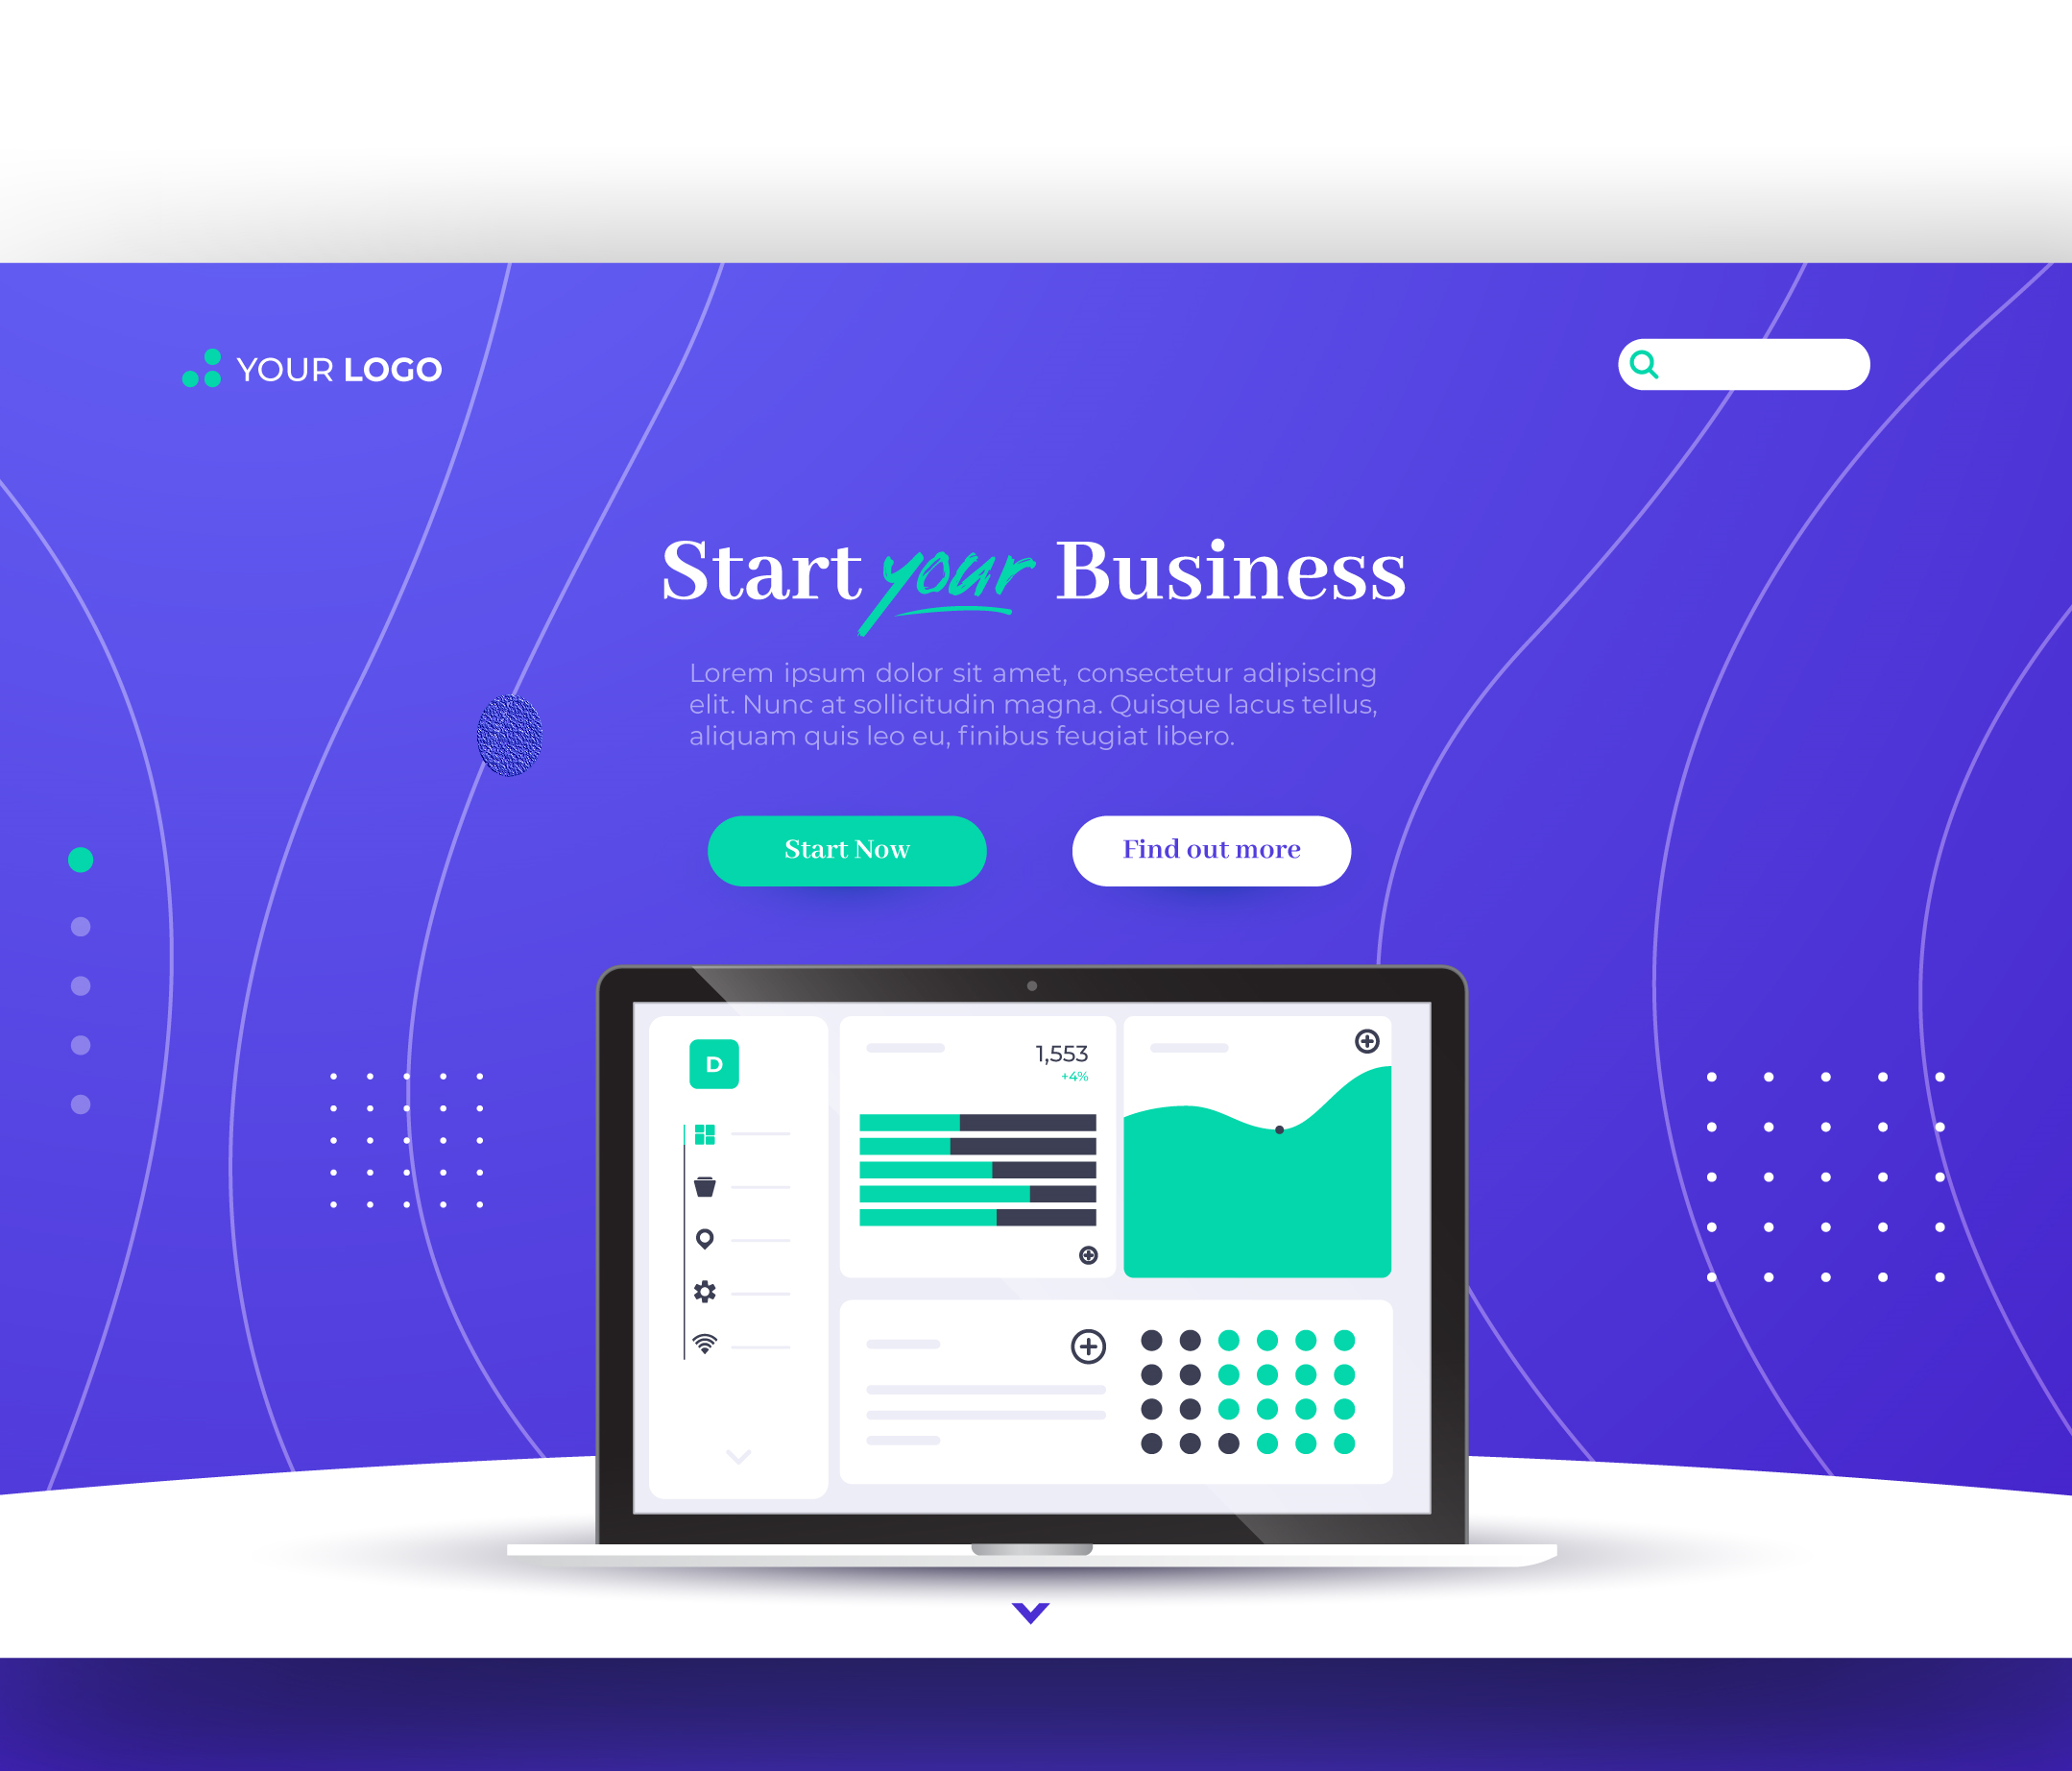 YOUR LOGO
Start your Business
Lorem ipsum dolor sit amet, consectetur adipiscing
elit. Nunc at sollicitudin magna. Quisque lacus tellus,
aliquam quis leo eu, finibus feugiat libero.
Start Now
Find out more
D
1,553
+4%